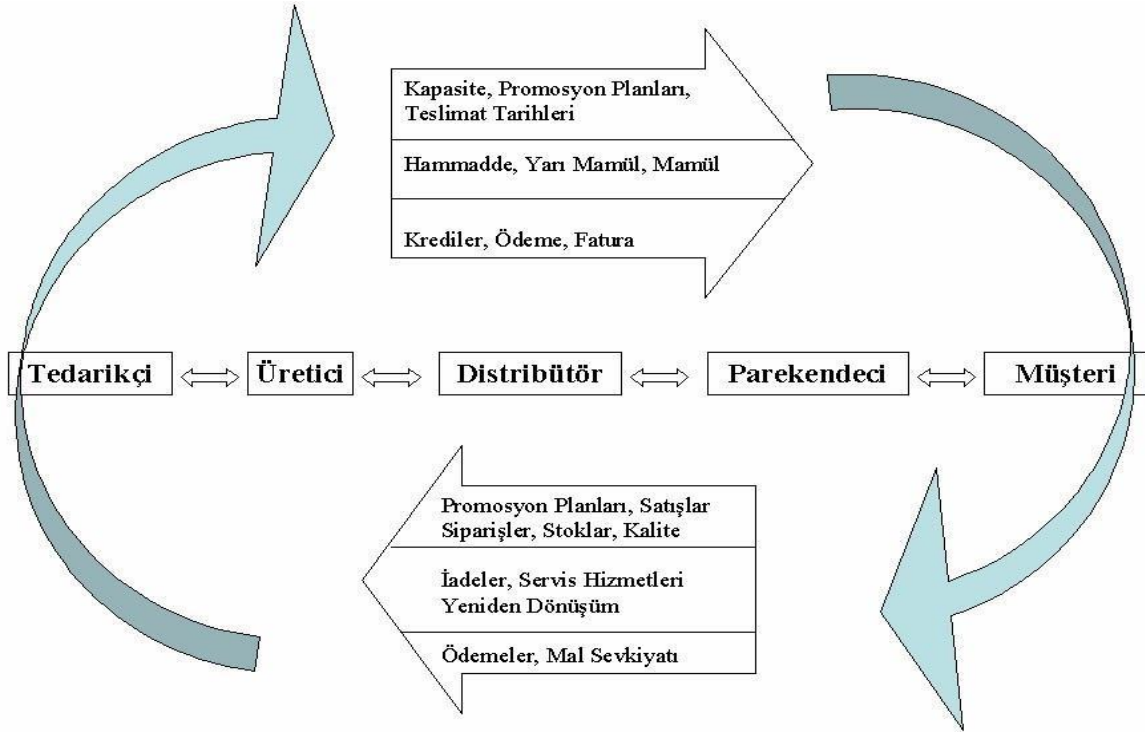 Kapasite, Promosyon Planları,
Teslimat Tarihleri
Hammadde, Yarı Mamül, Mamül
Krediler, Ödeme, Fatura
Tedarikçi
Üretici
Distribütör
Parekendeci
Müşteri
Promosyon Planları, Satışlar
Siparişler, Stoklar, Kalite
İadeler, Servis Hizmetleri
Yeniden Dönüşüm
Ödemeler, Mal Sevkiyatı